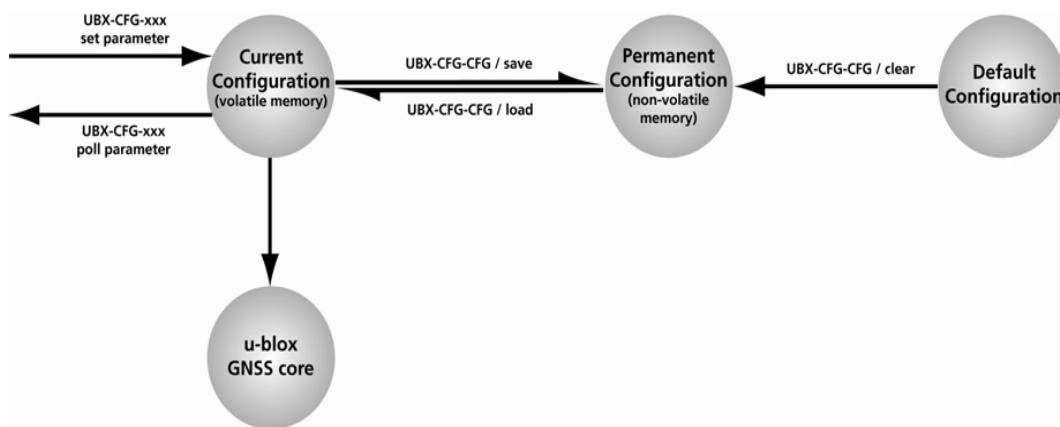 UBX-CFG-xxx
set parameter
UBX-CFG-xxx
poll parameter
Current
Configuration
(volatile memory)
UBX-CFG-CFG / save
UBX-CFG-CFG / load
Permanent
Configuration
(non-volatile
memory)
UBX-CFG-CFG / clear
Default
Configuration
u-blox
GNSS core